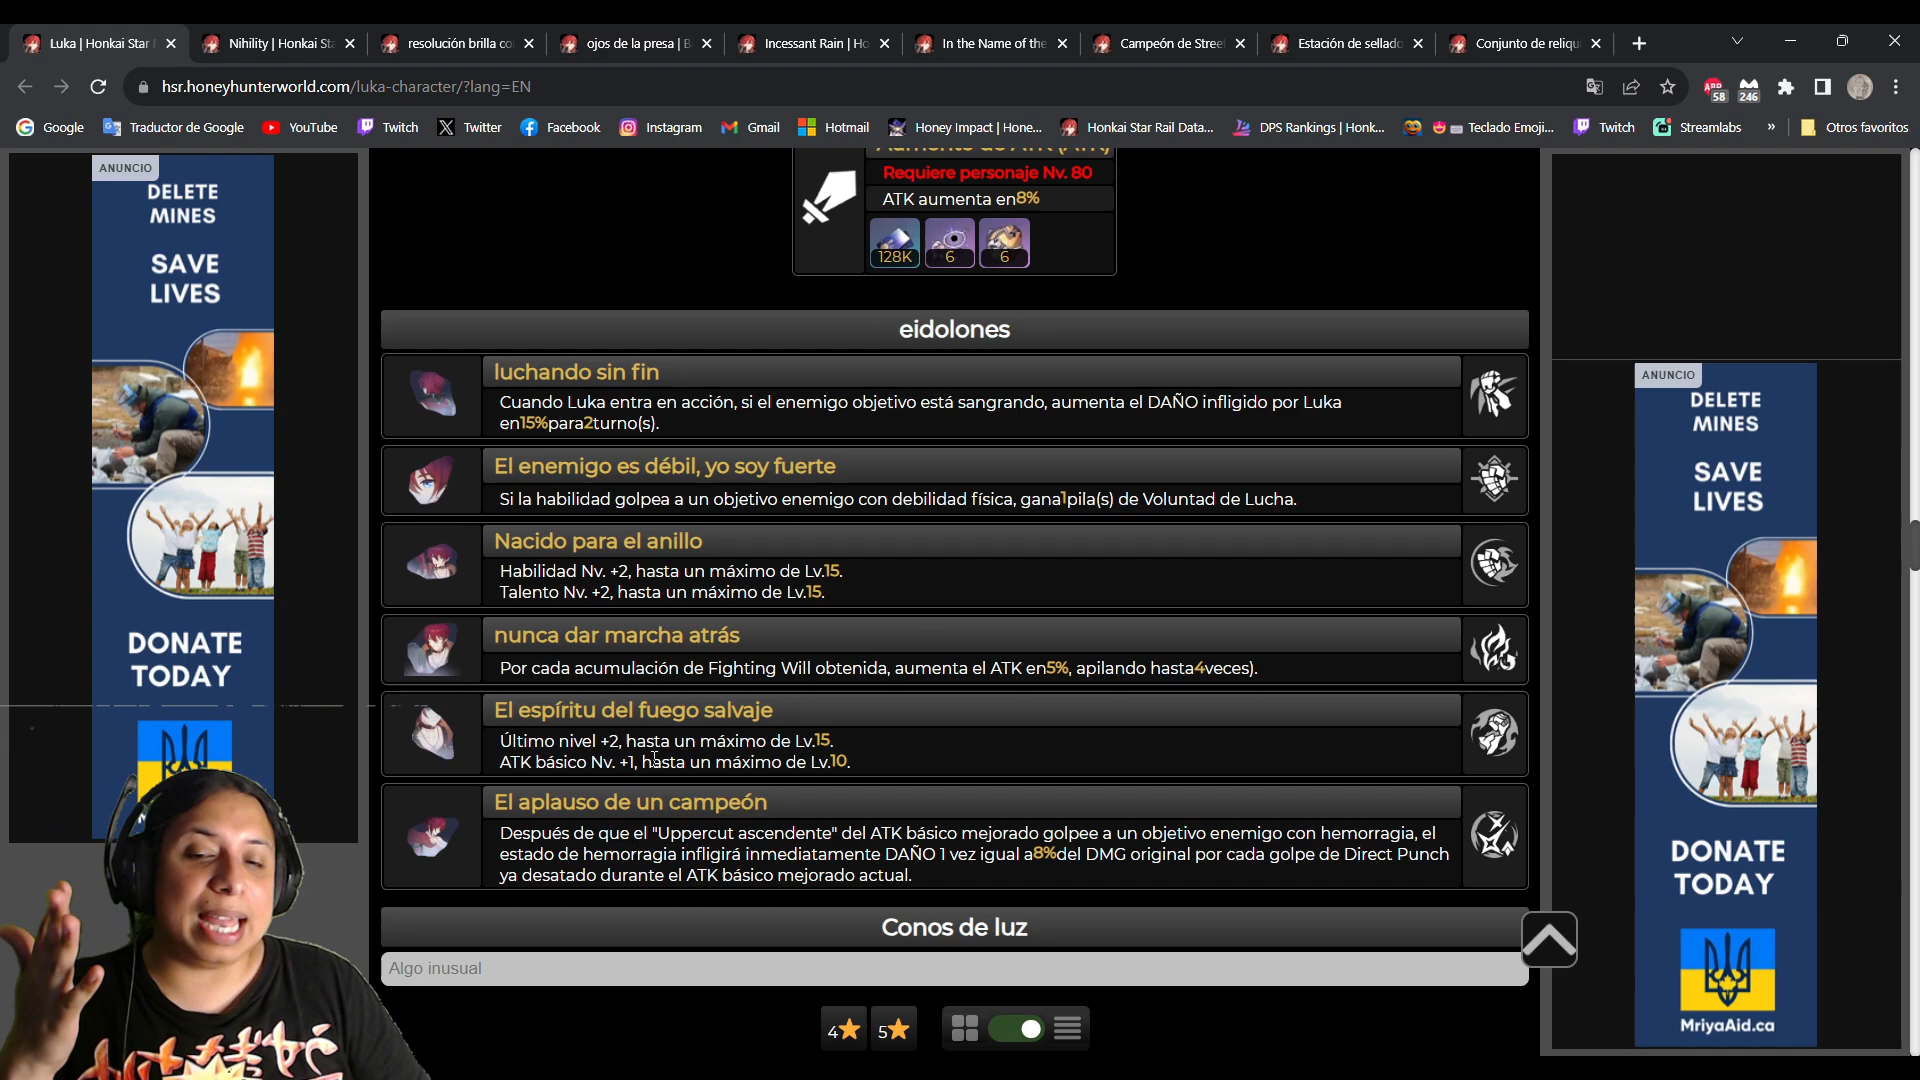 Luka | Honkai Star
Nihility | Honkai Sta
resolución brilla co
ojos de la presa | B
Incessant Rain | Ho
In the Name of the
Campeón de Street
Estación de sellado
Conjunto de reliqu
hsr.honeyhunterworld.com/luka-character/?lang=EN
ABP
58
246
Google
Traductor de Google
YouTube
Twitch
Twitter
Facebook
Instagram
Gmail
Hotmail
Honey Impact | Hone...
Honkai Star Rail Data...
DPS Rankings | Honk...
Teclado Emoji...
Twitch
Streamlabs
»
Otros favoritos
ANUNCIO
DELETE
MINES
SAVE
LIVES
DONATE
TODAY
Aumento de ATK (ATK)
Requiere personaje Nv. 80
ATK aumenta en8%
128K
6
6
eidolones
luchando sin fin
Cuando Luka entra en acción, si el enemigo objetivo está sangrando, aumenta el DAÑO infligido por Luka
en15%para2turno(s).
El enemigo es débil, yo soy fuerte
Si la habilidad golpea a un objetivo enemigo con debilidad física, gana1pila(s) de Voluntad de Lucha.
Nacido para el anillo
Habilidad Nv. +2, hasta un máximo de Lv.15.
Talento Nv. +2, hasta un máximo de Lv.15.
nunca dar marcha atrás
Por cada acumulación de Fighting Will obtenida, aumenta el ATK en5%, apilando hasta4veces).
El espíritu del fuego salvaje
Último nivel +2, hasta un máximo de Lv.15.
ATK básico Nv. +1, hasta un máximo de Lv.10.
El aplauso de un campeón
Después de que el "Uppercut ascendente" del ATK básico mejorado golpee a un objetivo enemigo con hemorragia, el
estado de hemorragia infligirá inmediatamente DAÑO 1 vez igual a8%del DMG original por cada golpe de Direct Punch
ya desatado durante el ATK básico mejorado actual.
Conos de luz
Algo inusual
4
5
ANUNCIO
DELETE
MINES
SAVE
LIVES
DONATE
TODAY
MriyaAid.ca